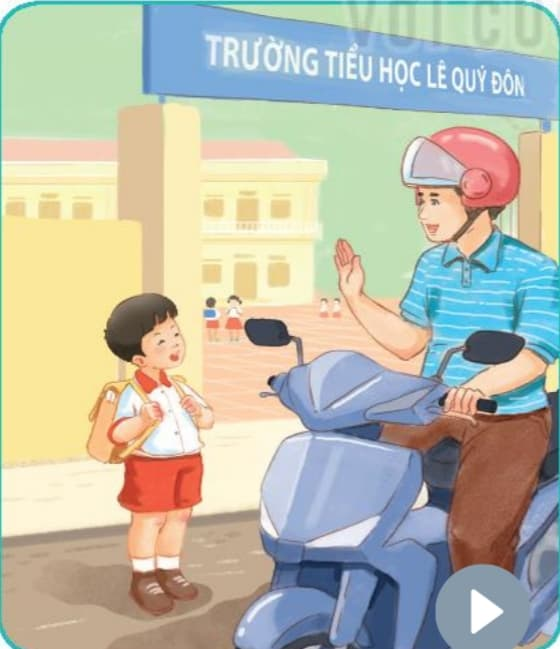 TRƯỜNG TIỂU HỌC LÊ QUÝ ĐÔN